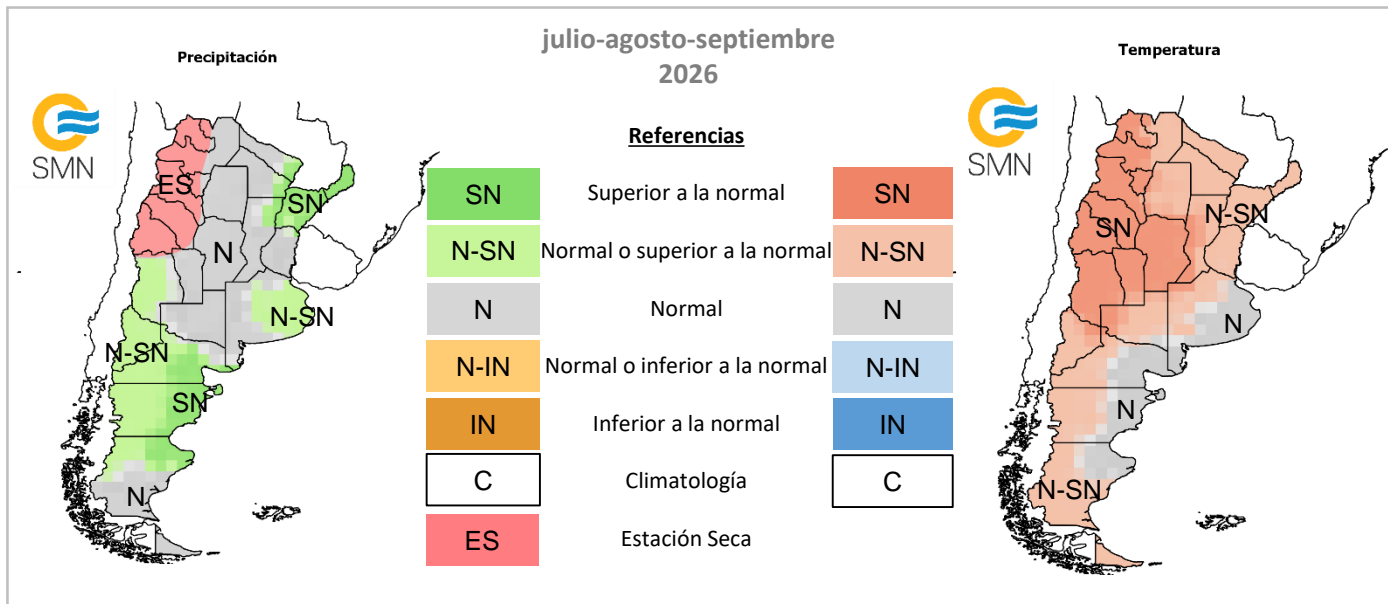 julio-agosto-septiembre
2026
Precipitación
Temperatura
SMN
SMN
Referencias
SN Superior a la normal SN
N-SN Normal o superior a la normal N-SN
N Normal N
N-IN Normal o inferior a la normal N-IN
IN Inferior a la normal IN
C Climatología C
ES Estación Seca
ES
SN
N
N-SN
N-SN
SN
N
SN
N-SN
N
N
N-SN